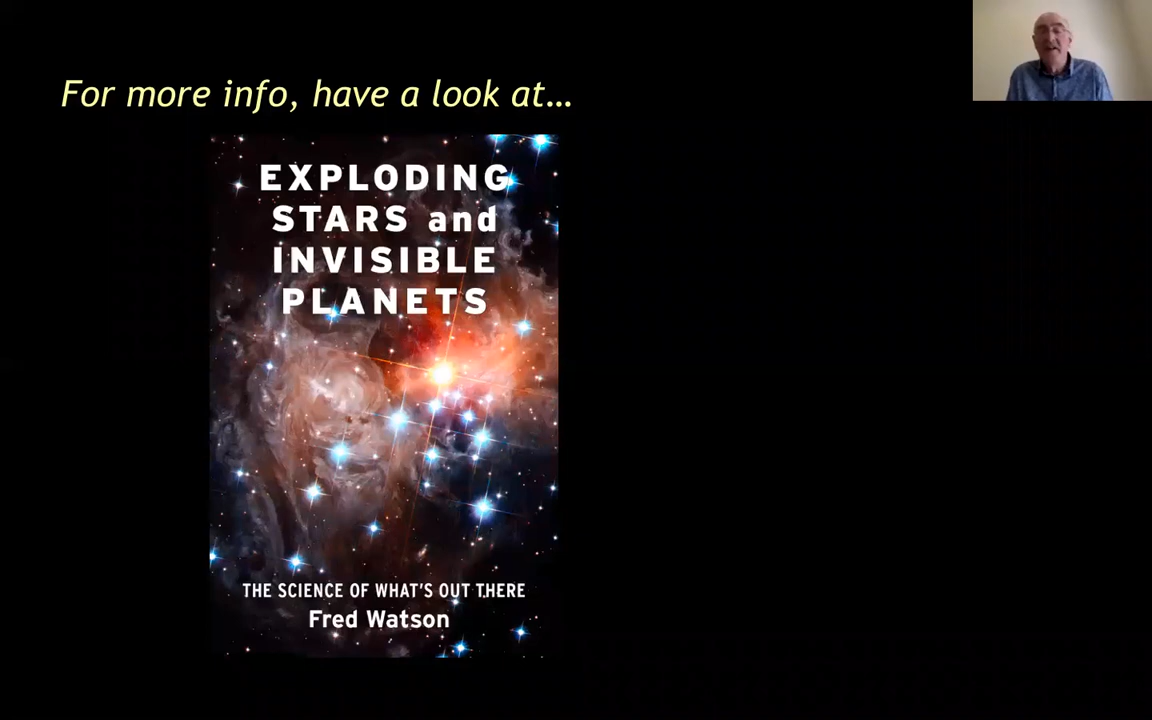 For more info, have a look at…
EXPLODING
STARS and
INVISIBLE
PLANETS
THE SCIENCE OF WHAT'S OUT THERE
Fred Watson